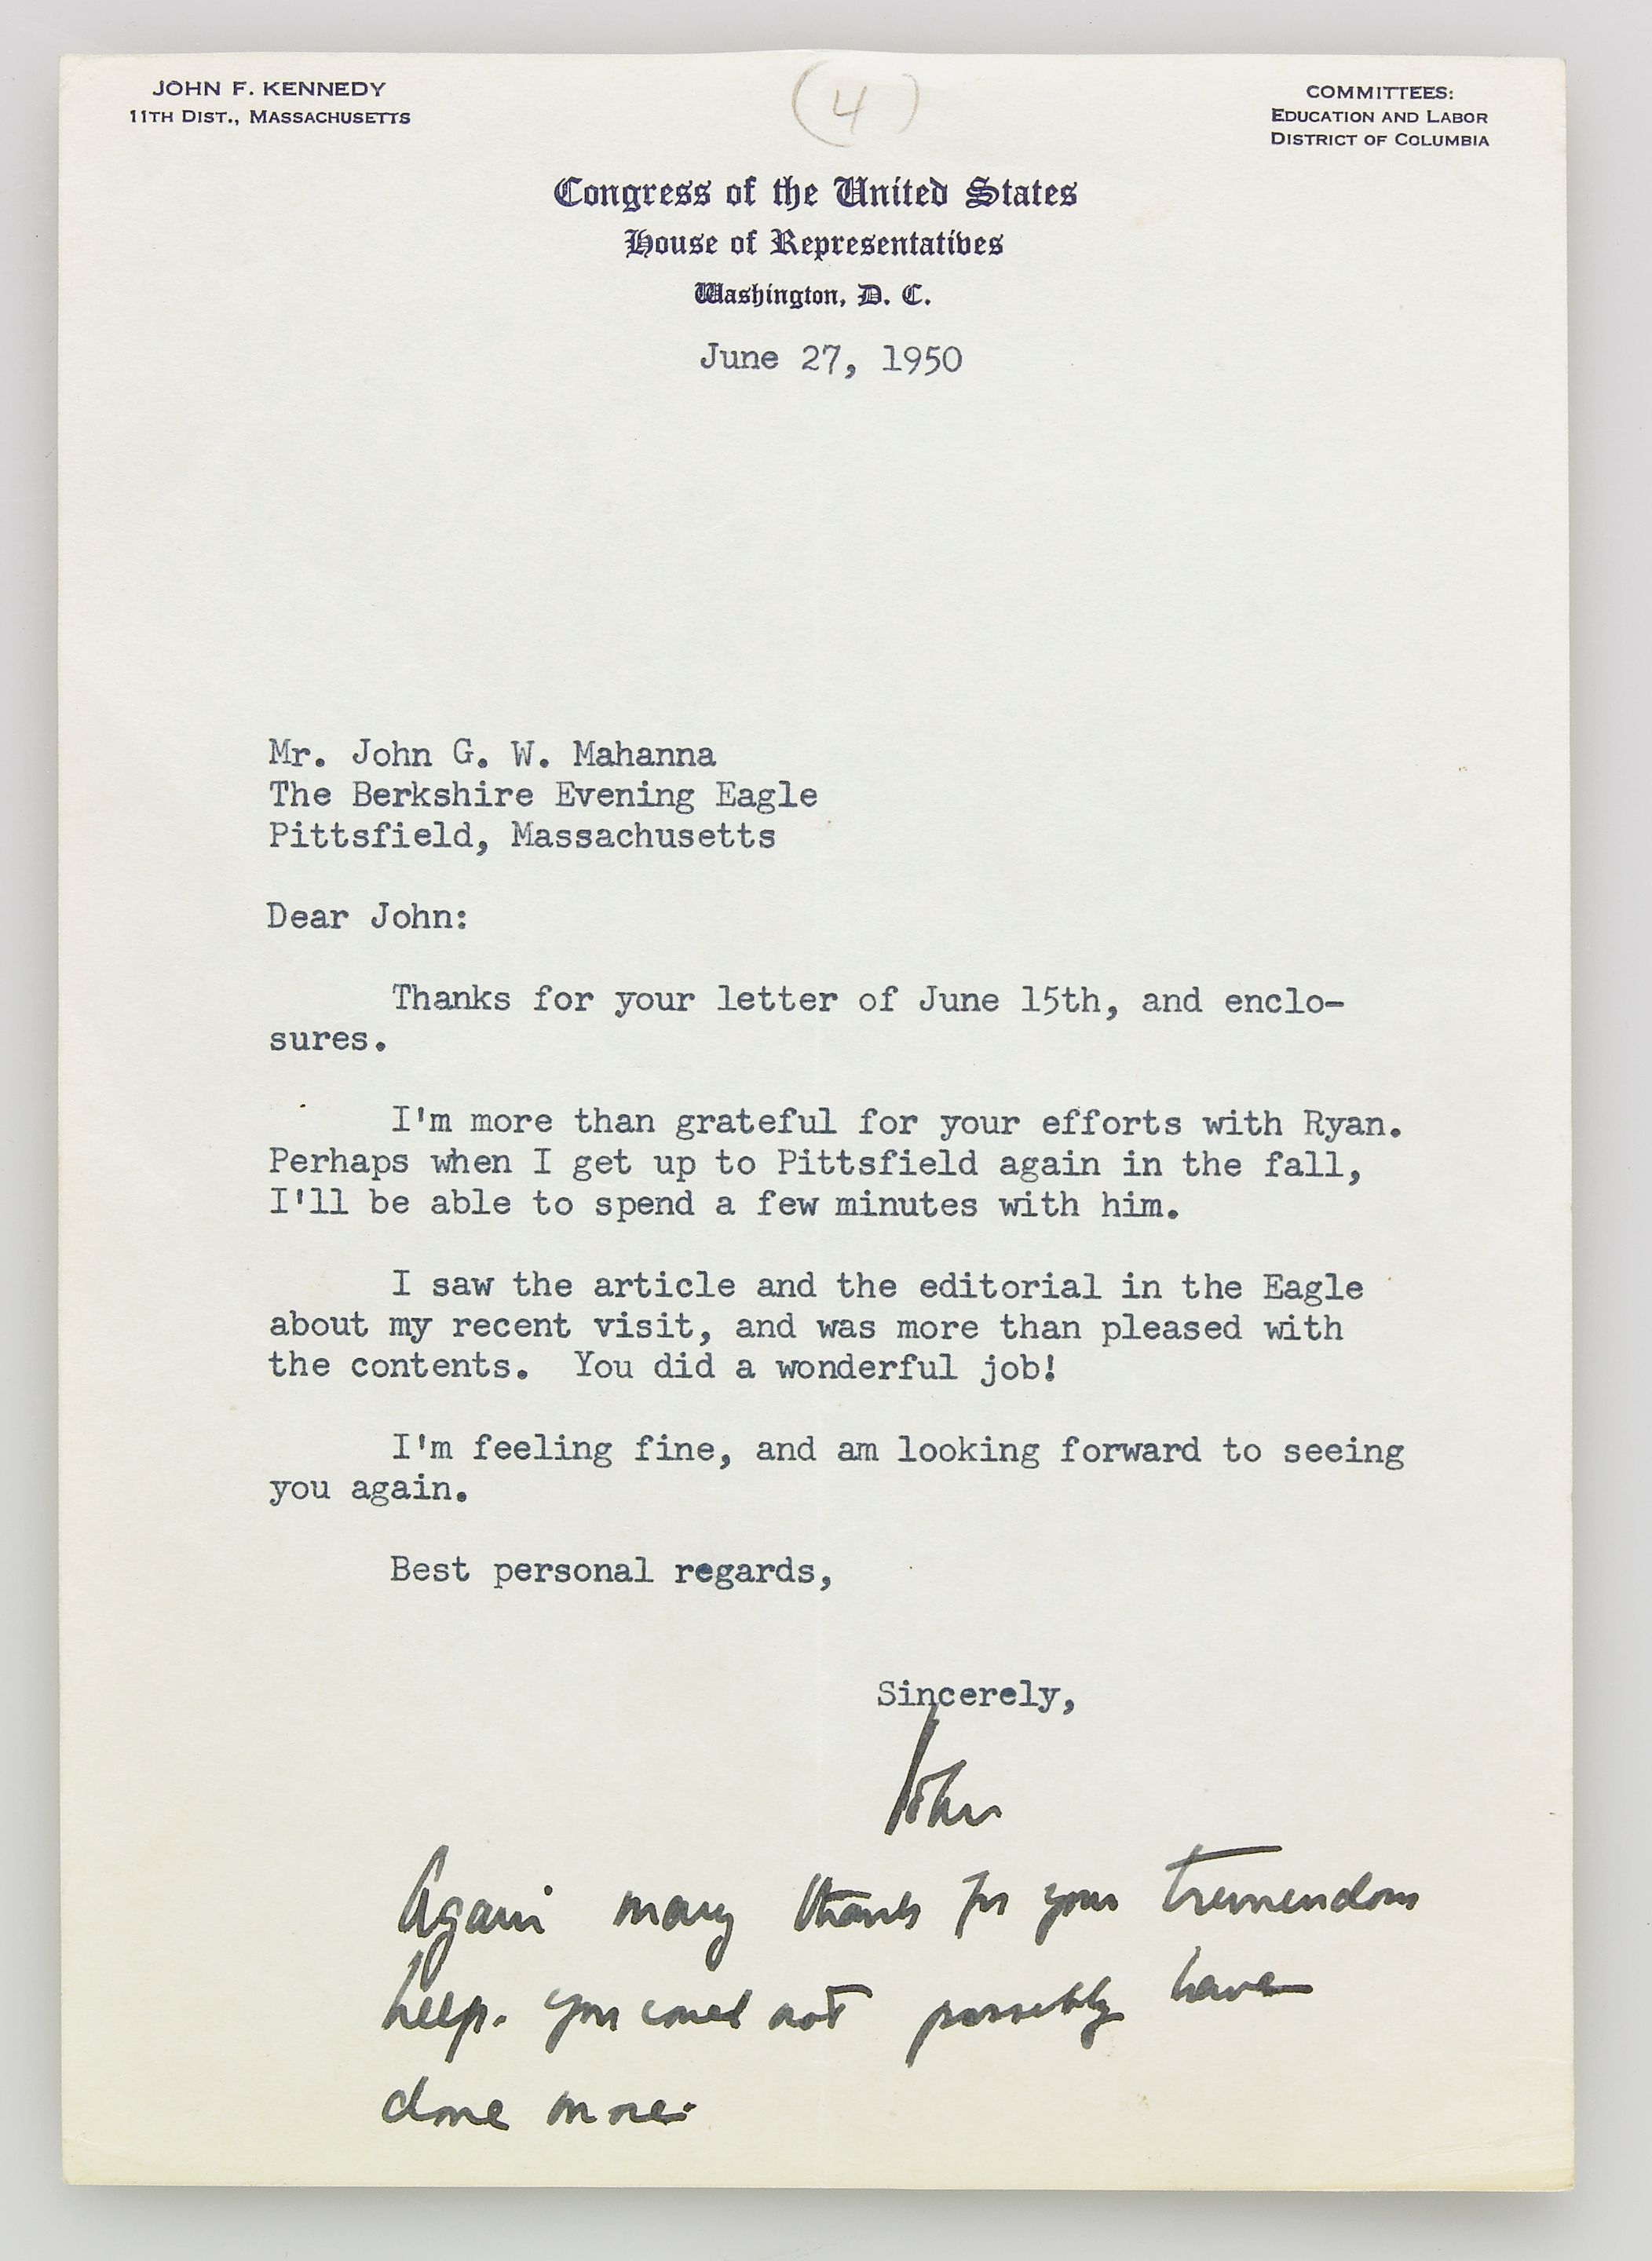 JOHN F. KENNEDY
11TH DIST., MASSACHUSETTS
(4)
COMMITTEES:
EDUCATION AND LABOR
DISTRICT OF COLUMBIA
Congress of the United States
House of Representatives
Washington, D. C.
June 27, 1950
Mr. John G. W. Mahanna
The Berkshire Evening Eagle
Pittsfield, Massachusetts
Dear John:
Thanks for your letter of June 15th, and enclo-
sures.
I'm more than grateful for your efforts with Ryan.
Perhaps when I get up to Pittsfield again in the fall,
I'll be able to spend a few minutes with him.
I saw the article and the editorial in the Eagle
about my recent visit, and was more than pleased with
the contents.  You did a wonderful job!
I'm feeling fine, and am looking forward to seeing
you again.
Best personal regards,
Sincerely,
John
Again many thanks for your tremendous
help. you could not possibly have
done more.